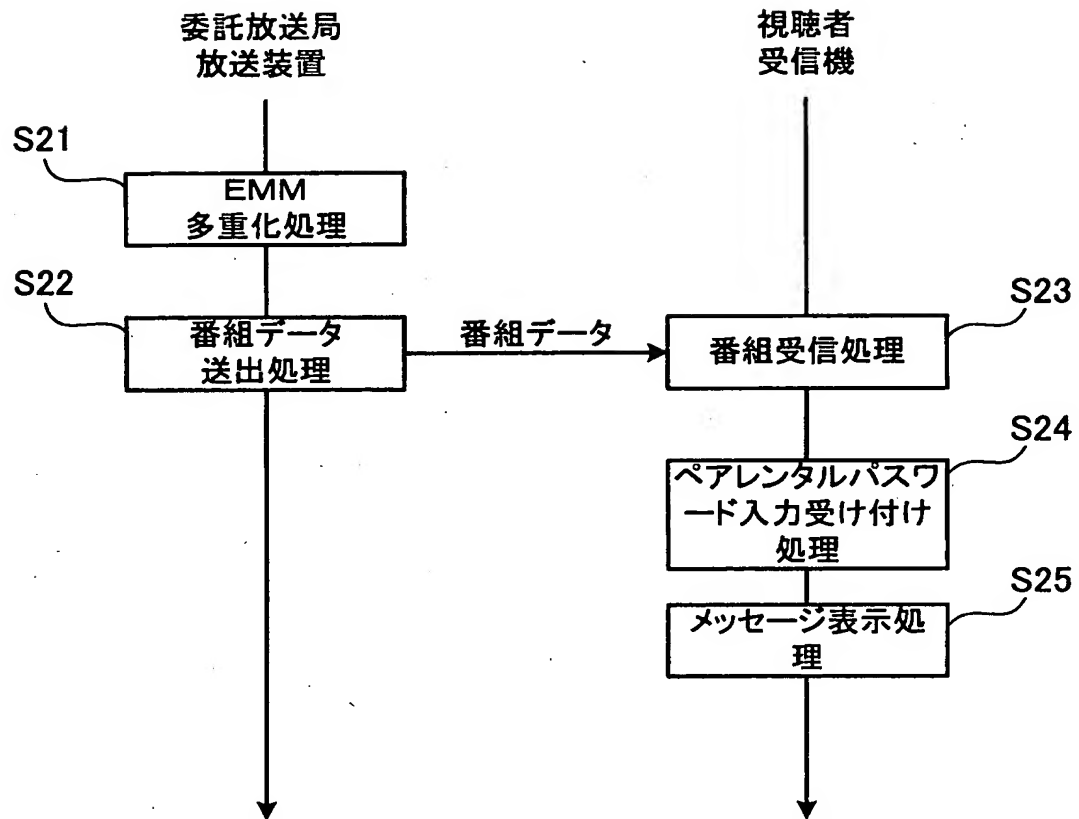 委託放送局
放送装置
視聴者
受信機
S21
EMM
多重化処理
S22
番組データ
送出処理
番組データ
S23
番組受信処理
S24
ペアレンタルパスワ
ード入力受け付け
処理
S25
メッセージ表示処
理